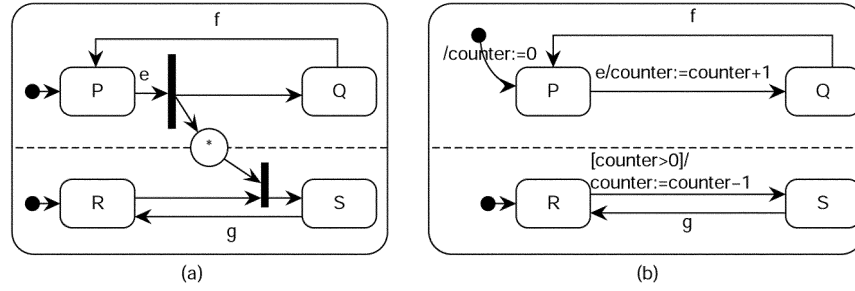 f
P
e
Q
*
R
S
g
(a)
f
/counter:=0
e/counter:=counter+1
P
Q
[counter>0]/
counter:=counter−1
R
S
g
(b)